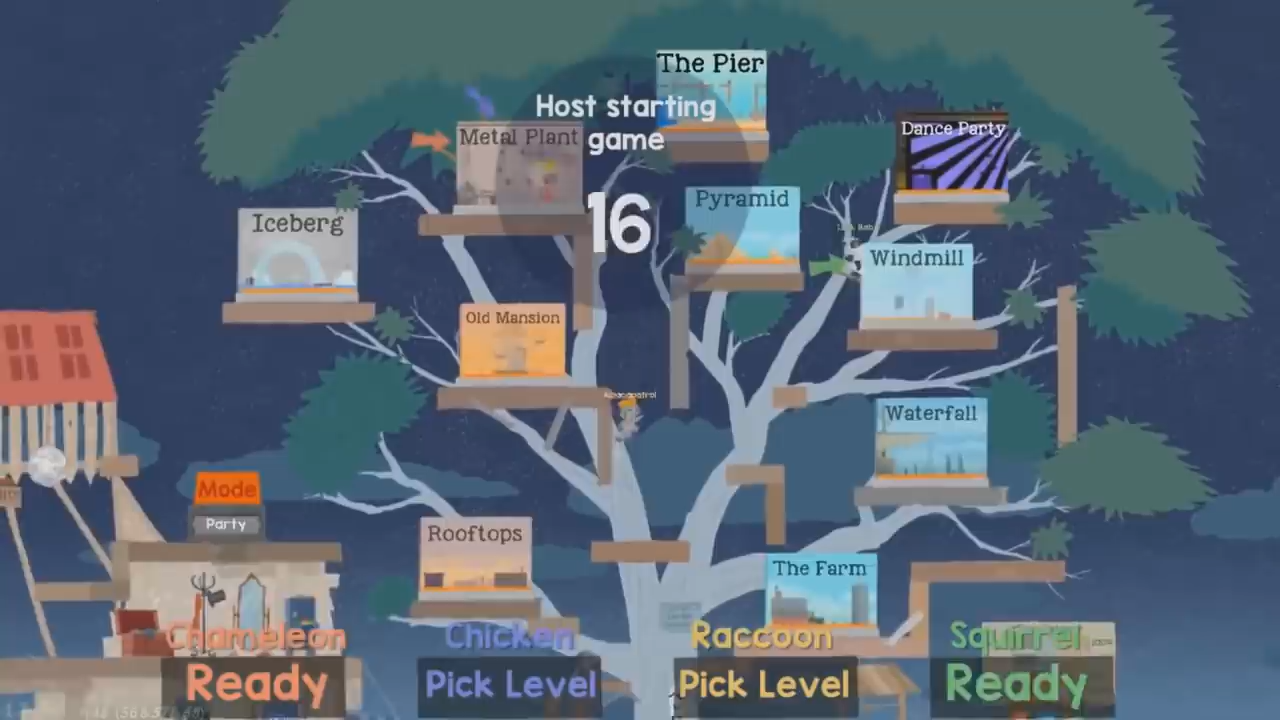 The Pier
Host starting
game
16
Metal Plant
Dance Party
Iceberg
Pyramid
Windmill
Old Mansion
Waterfall
Mode
Party
Rooftops
The Farm
Chameleon
Chicken
Raccoon
Squirrel
Ready
Pick Level
Pick Level
Ready